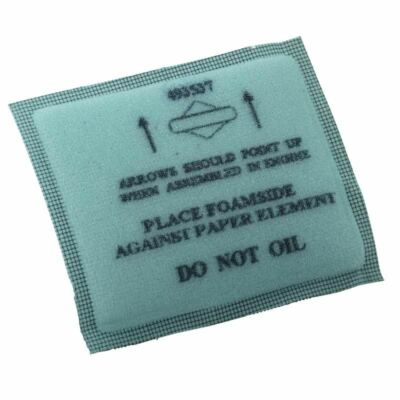 493537
ARROWS SHOULD POINT UP
WHEN ASSEMBLED IN ENGINE
PLACE FOAMSIDE
AGAINST PAPER ELEMENT
DO NOT OIL